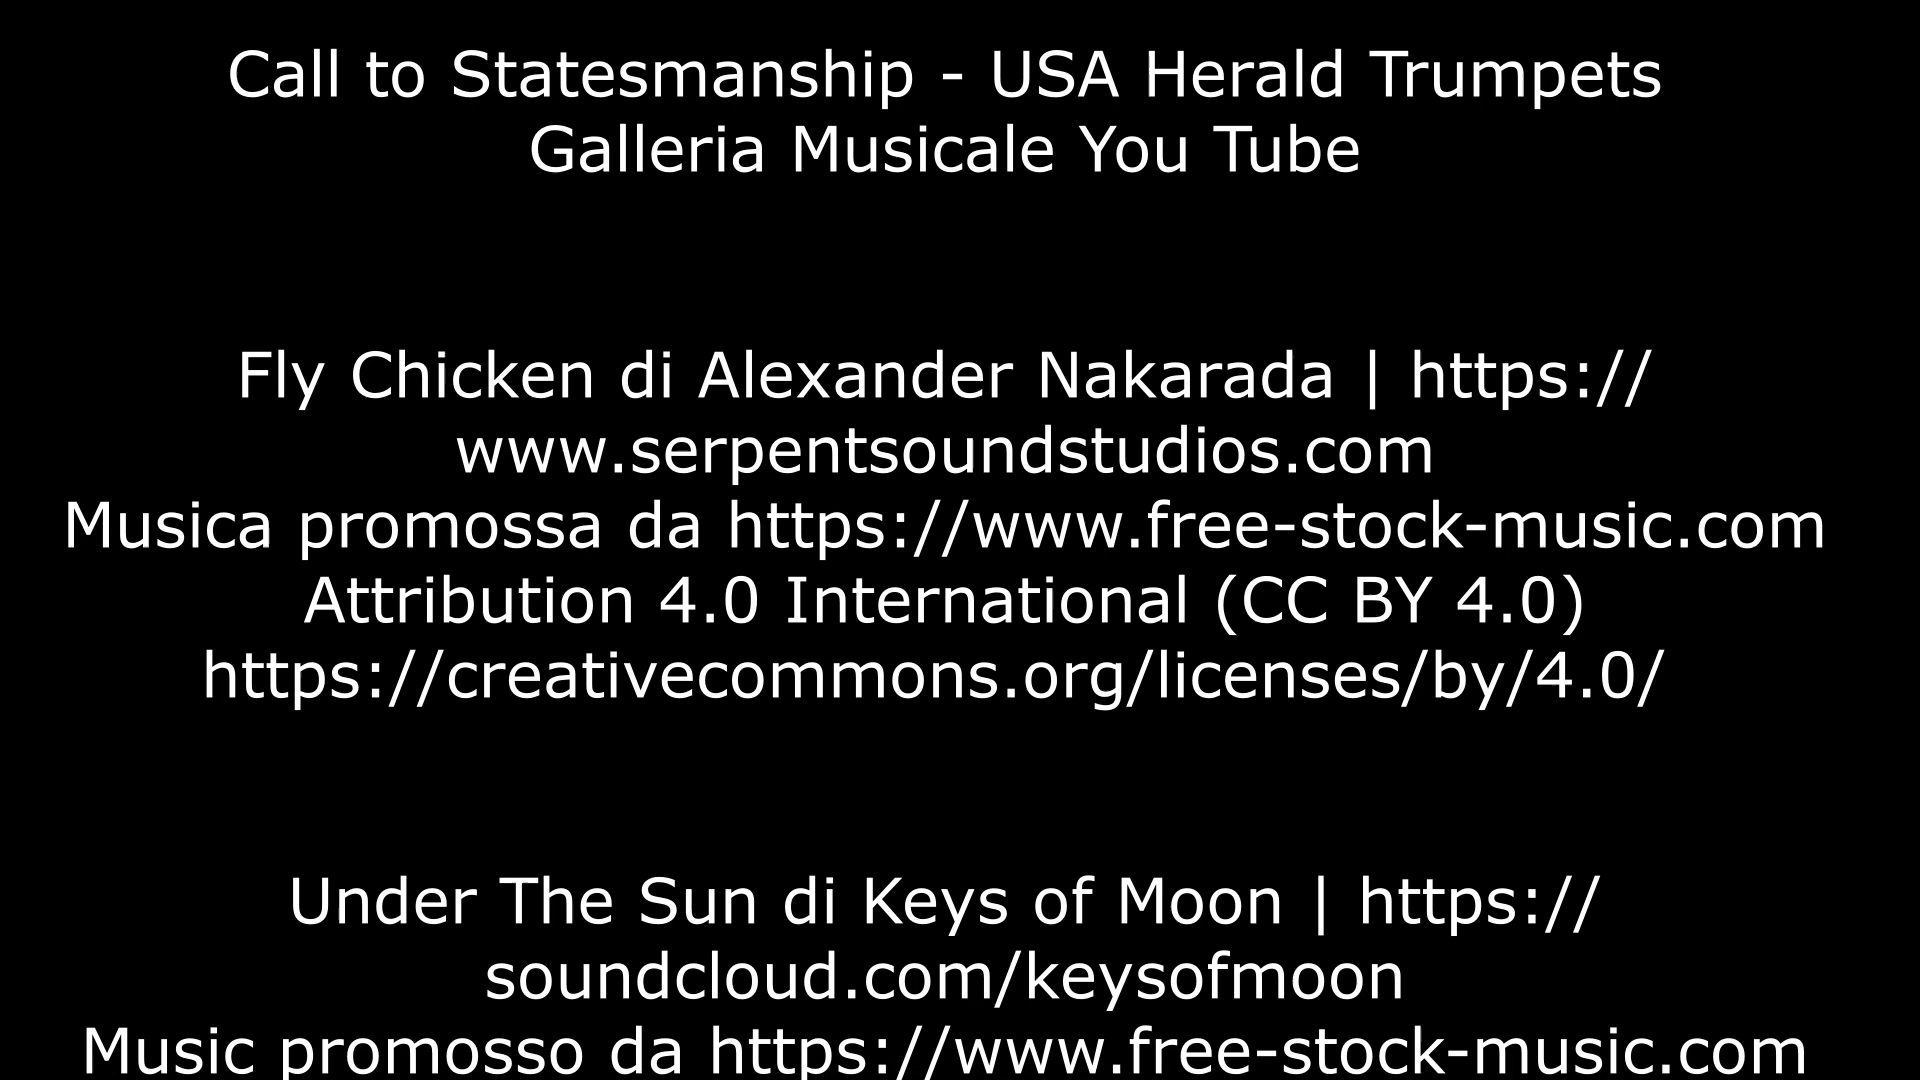 Call to Statesmanship - USA Herald Trumpets
Galleria Musicale You Tube
Fly Chicken di Alexander Nakarada | https://
www.serpentsoundstudios.com
Musica promossa da https://www.free-stock-music.com
Attribution 4.0 International (CC BY 4.0)
https://creativecommons.org/licenses/by/4.0/
Under The Sun di Keys of Moon | https://
soundcloud.com/keysofmoon
Music promosso da https://www.free-stock-music.com